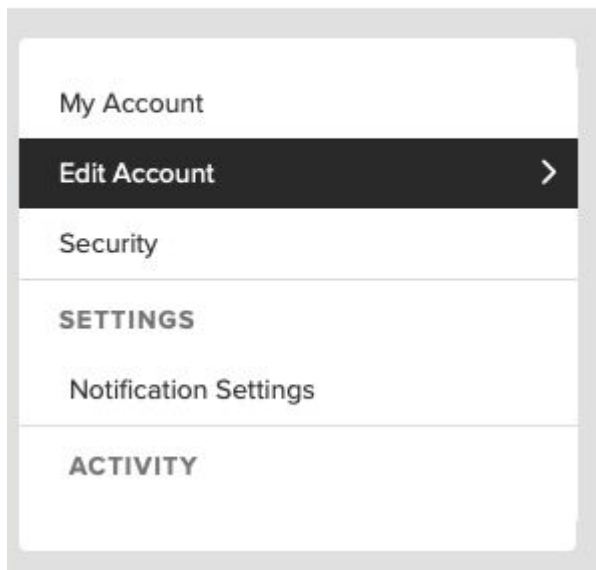 My Account
Edit Account
Security
SETTINGS
Notification Settings
ACTIVITY